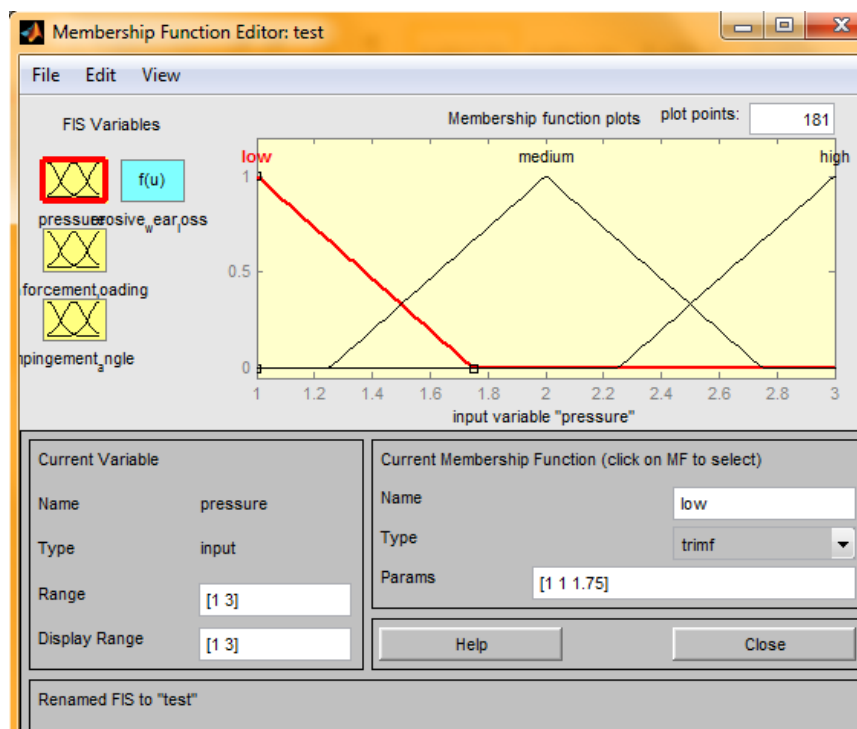 Membership Function Editor: test
File Edit View
FIS Variables
Membership function plots plot points: 181
f(u)
pressure
erosive_wear_loss
forcement_loading
npingement_angle
low medium high
1
0.5
0
1 1.2 1.4 1.6 1.8 2 2.2 2.4 2.6 2.8 3
input variable "pressure"
Current Variable
Name pressure
Type input
Range [1 3]
Display Range [1 3]
Current Membership Function (click on MF to select)
Name low
Type trimf
Params [1 1 1.75]
Help Close
Renamed FIS to "test"